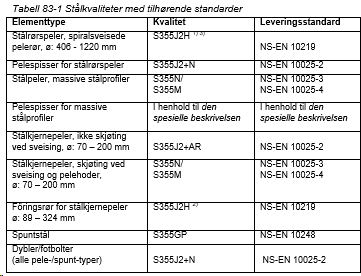 Tabell 83-1 Stålkvaliteter med tilhørende standarder
Elementtype Kvalitet Leveringsstandard
Stålrørspeler, spiralsveisede S355J2H 1) 3)
pelerør, ø: 406 - 1220 mm NS-EN 10219
Pelespisser for stålrørspeler S355J2+N NS-EN 10025-2
Stålpeler, massive stålprofiler S355N/ NS-EN 10025-3
S355M NS-EN 10025-4
Pelespisser for massive I henhold til den I henhold til den
stålprofiler spesielle beskrivelsen spesielle beskrivelsen
Stålkjernepeler, ikke skjøting
ved sveising, ø: 70 – 200 mm S355J2+AR NS-EN 10025-2
Stålkjernepeler, skjøting ved S355N/ NS-EN 10025-3
sveising og pelehoder, S355M NS-EN 10025-4
ø: 70 – 200 mm
Fôringsrør for stålkjernepeler S355J2H 2) NS-EN 10219
ø: 89 – 324 mm
Spuntstål S355GP NS-EN 10248
Dybler/fotbolter
(alle pele-/spunt-typer) S355J2+N NS-EN 10025-2